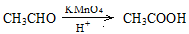 CH₃CHO KMnO₄ → H⁺ CH₃COOH